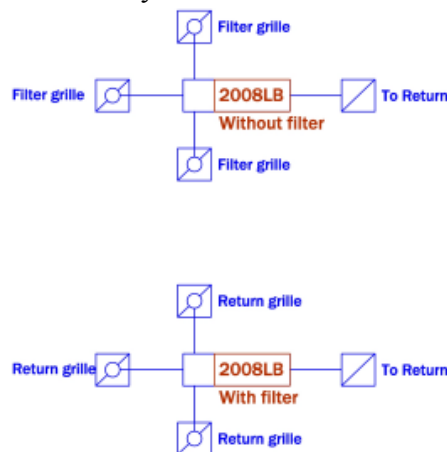 Filter grille
Filter grille
2008LB
To Return
Without filter
Filter grille
Return grille
Return grille
2008LB
To Return
With filter
Return grille